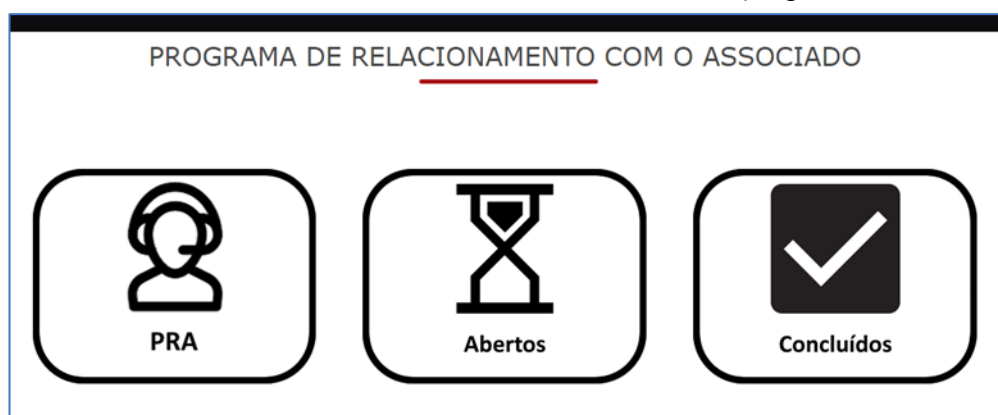 PROGRAMA DE RELACIONAMENTO COM O ASSOCIADO
PRA
Abertos
Concluídos